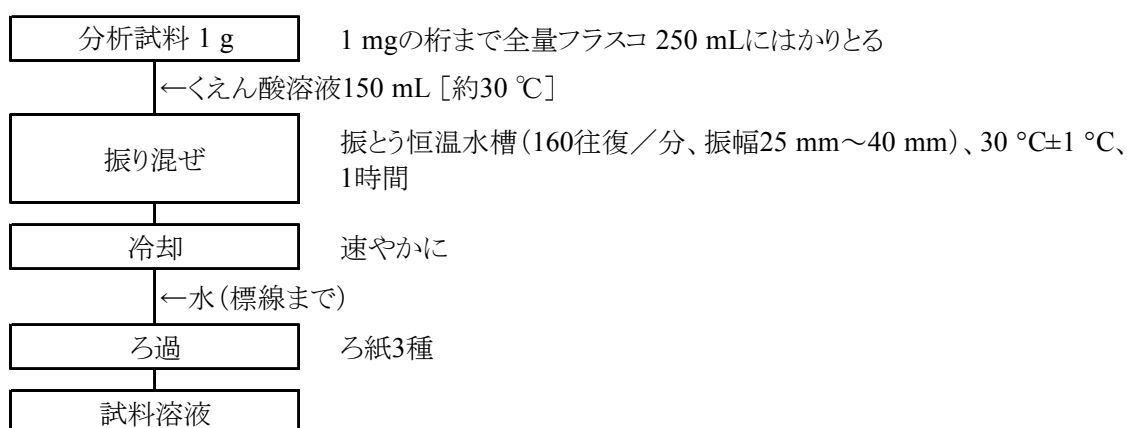 分析試料 1 g
1 mgの桁まで全量フラスコ 250 mLにはかりとる
←くえん酸溶液150 mL [約30 ℃]
振り混ぜ
振とう恒温水槽(160往復／分、振幅25 mm～40 mm)、30 °C±1 °C、
1時間
冷却
速やかに
←水(標線まで)
ろ過
ろ紙3種
試料溶液